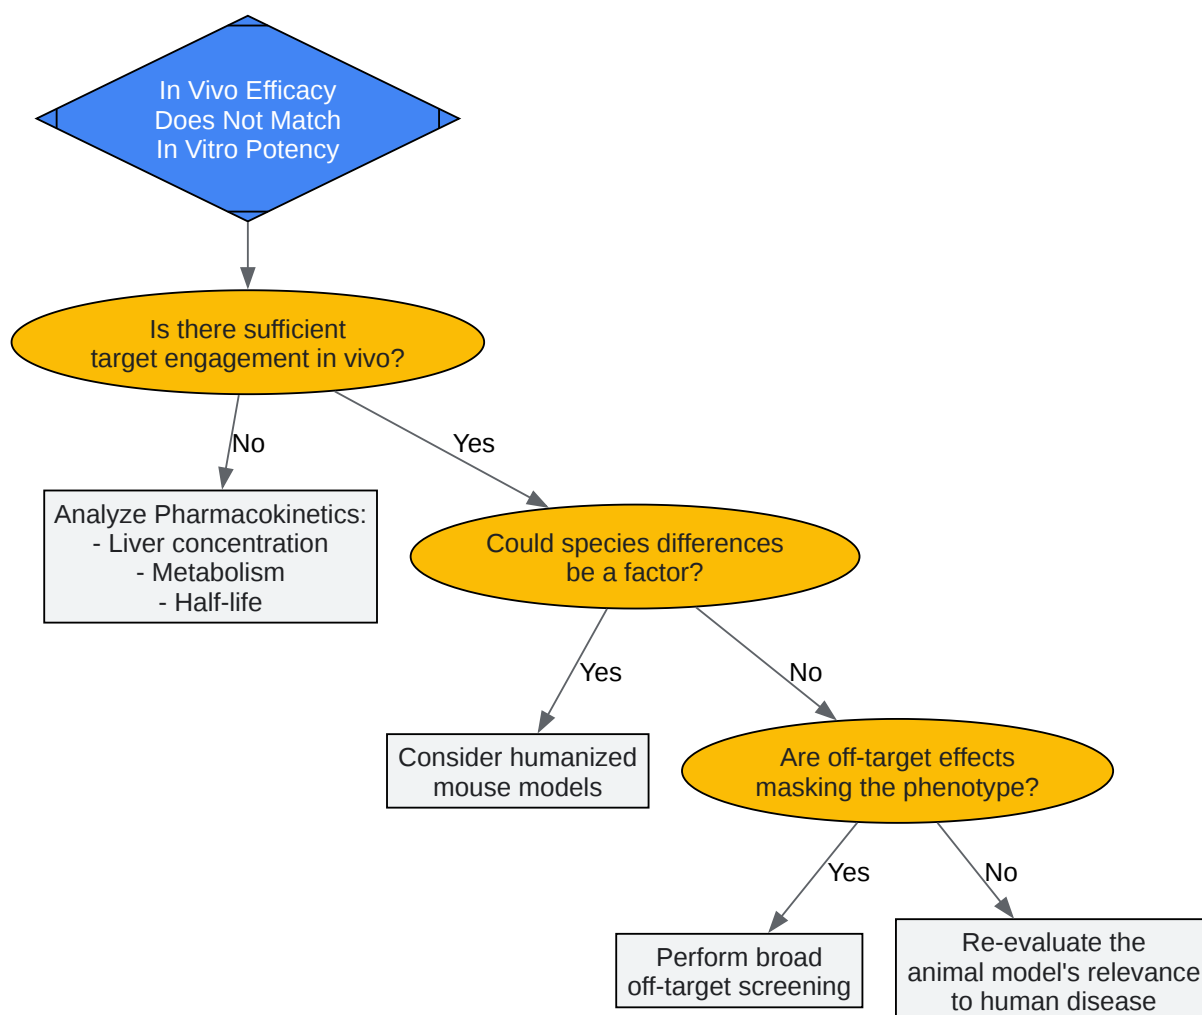 In Vivo Efficacy
Does Not Match
In Vitro Potency
Is there sufficient
target engagement in vivo?
No
Yes
Analyze Pharmacokinetics:
- Liver concentration
- Metabolism
- Half-life
Could species differences
be a factor?
Yes
No
Consider humanized
mouse models
Are off-target effects
masking the phenotype?
Yes
No
Perform broad
off-target screening
Re-evaluate the
animal model's relevance
to human disease